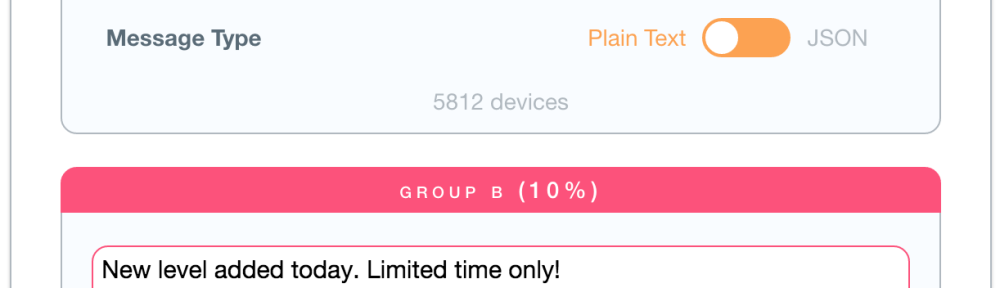 Message Type Plain Text JSON
5812 devices
GROUP B (10%)
New level added today. Limited time only!